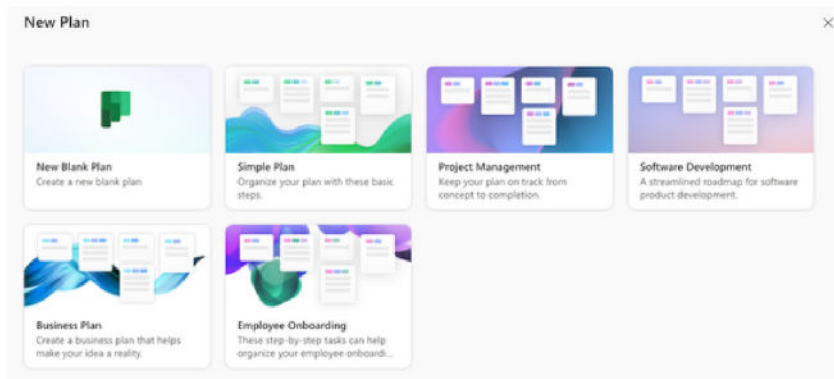 New Plan
New Blank Plan
Create a new blank plan
Simple Plan
Organize your plan with these basic
steps.
Project Management
Keep your plan on track from
concept to completion.
Software Development
A streamlined roadmap for software
product development.
Business Plan
Create a business plan that helps
make your idea a reality.
Employee Onboarding
These step-by-step tasks can help
organize your employee onboardi...